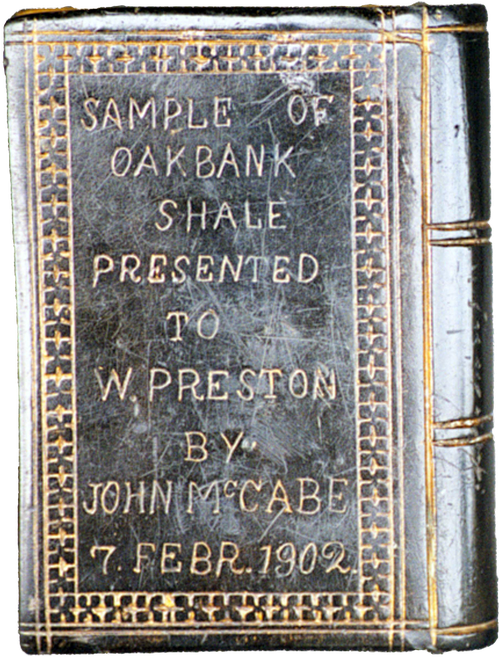 SAMPLE OF
OAKBANK
SHALE
PRESENTED
TO
W. PRESTON
BY
JOHN McCABE
7. FEBR. 1902.